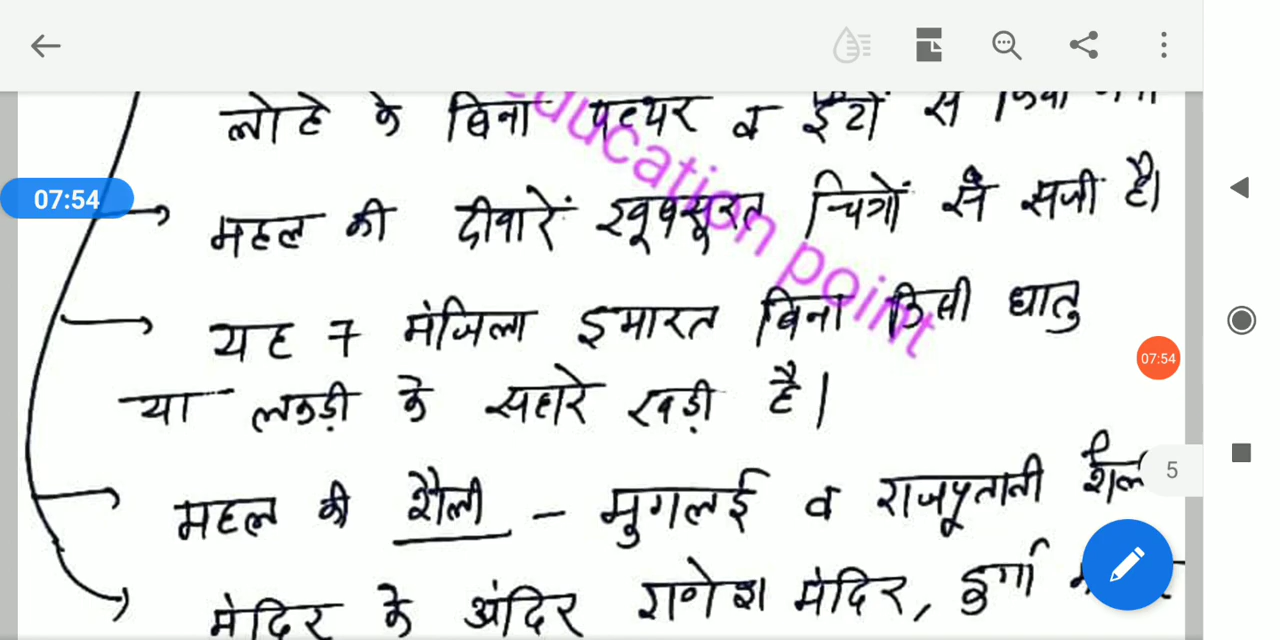 लोहे के बिना पत्थर व ईंटों से किया गया
07:54
महल की दीवारें खूबसूरत चित्रों से सजी है।
यह 7 मंजिला इमारत बिना किसी धातु
07:54
या लकड़ी के सहारे खड़ी है।
5
महल की शैली - मुगलई व राजपूतानी
मंदिर के अंदिर गणेश मंदिर, दुर्गा
education point